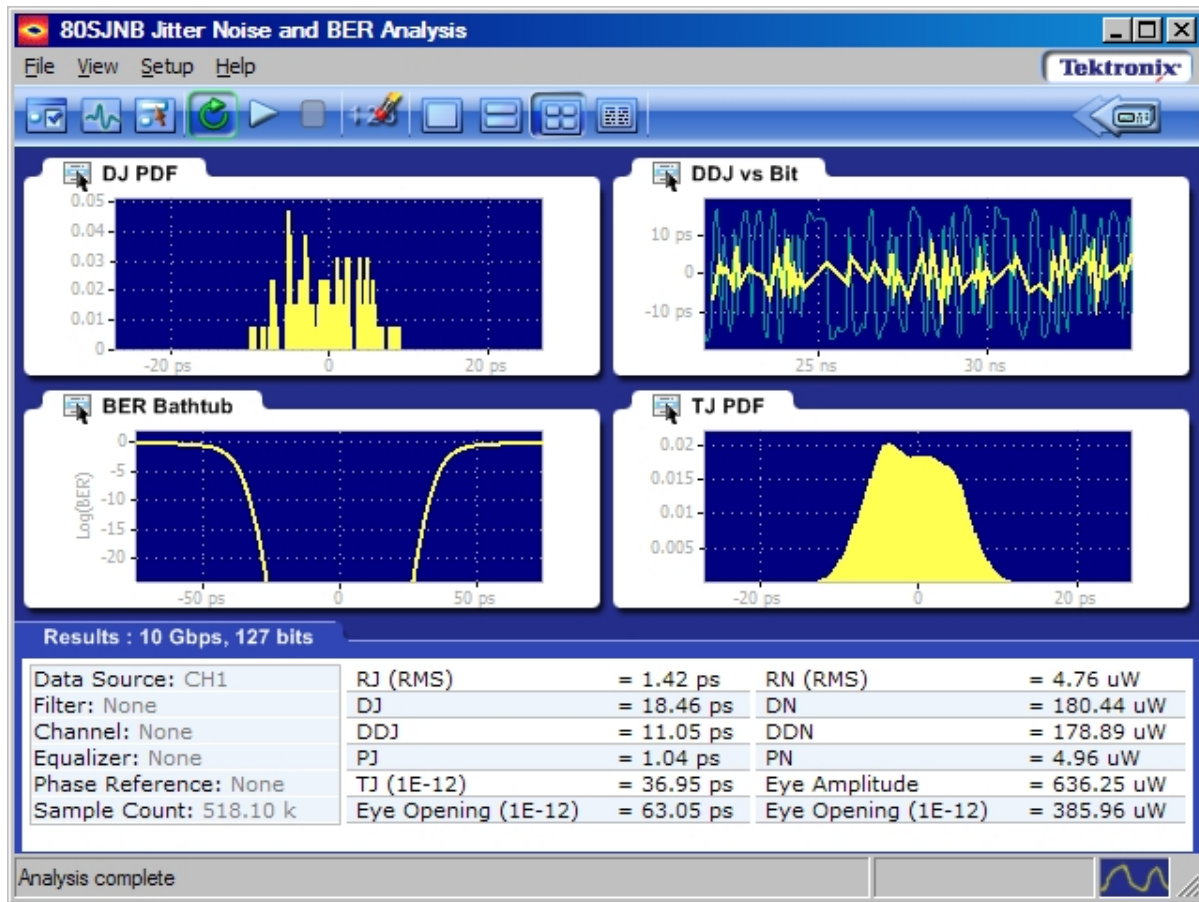 80SJNB Jitter Noise and BER Analysis
File View Setup Help
Tektronix
DJ PDF
0.05
0.04
0.03
0.02
0.01
0
-20 ps 0 20 ps
DDJ vs Bit
10 ps
0
-10 ps
25 ns 30 ns
BER Bathtub
Log(BER)
0
-5
-10
-15
-20
-50 ps 0 50 ps
TJ PDF
0.02
0.015
0.01
0.005
-20 ps 0 20 ps
Results : 10 Gbps, 127 bits
Data Source: CH1
Filter: None
Channel: None
Equalizer: None
Phase Reference: None
Sample Count: 518.10 k
RJ (RMS) = 1.42 ps
DJ = 18.46 ps
DDJ = 11.05 ps
PJ = 1.04 ps
TJ (1E-12) = 36.95 ps
Eye Opening (1E-12) = 63.05 ps
RN (RMS) = 4.76 uW
DN = 180.44 uW
DDN = 178.89 uW
PN = 4.96 uW
Eye Amplitude = 636.25 uW
Eye Opening (1E-12) = 385.96 uW
Analysis complete